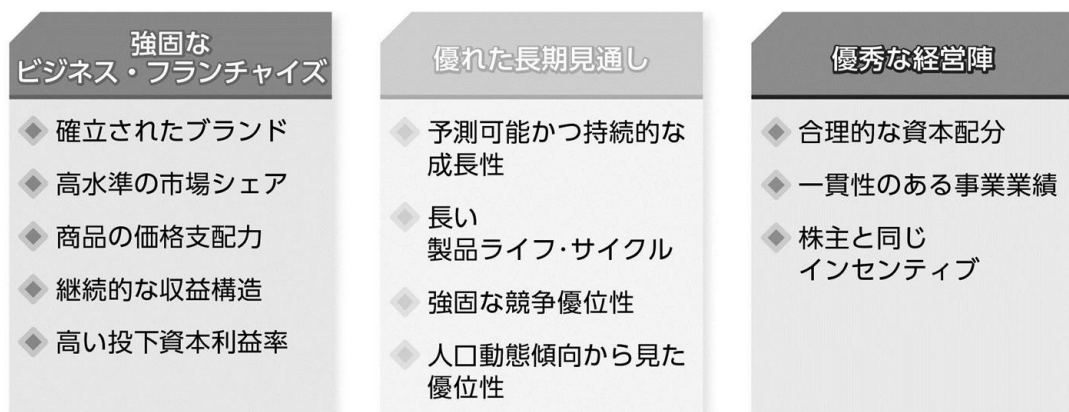 強固な
ビジネス・フランチャイズ
確立されたブランド
高水準の市場シェア
商品の価格支配力
継続的な収益構造
高い投下資本利益率
優れた長期見通し
予測可能かつ持続的な
成長性
長い
製品ライフ・サイクル
強固な競争優位性
人口動態傾向から見た
優位性
優秀な経営陣
合理的な資本配分
一貫性のある事業業績
株主と同じ
インセンティブ